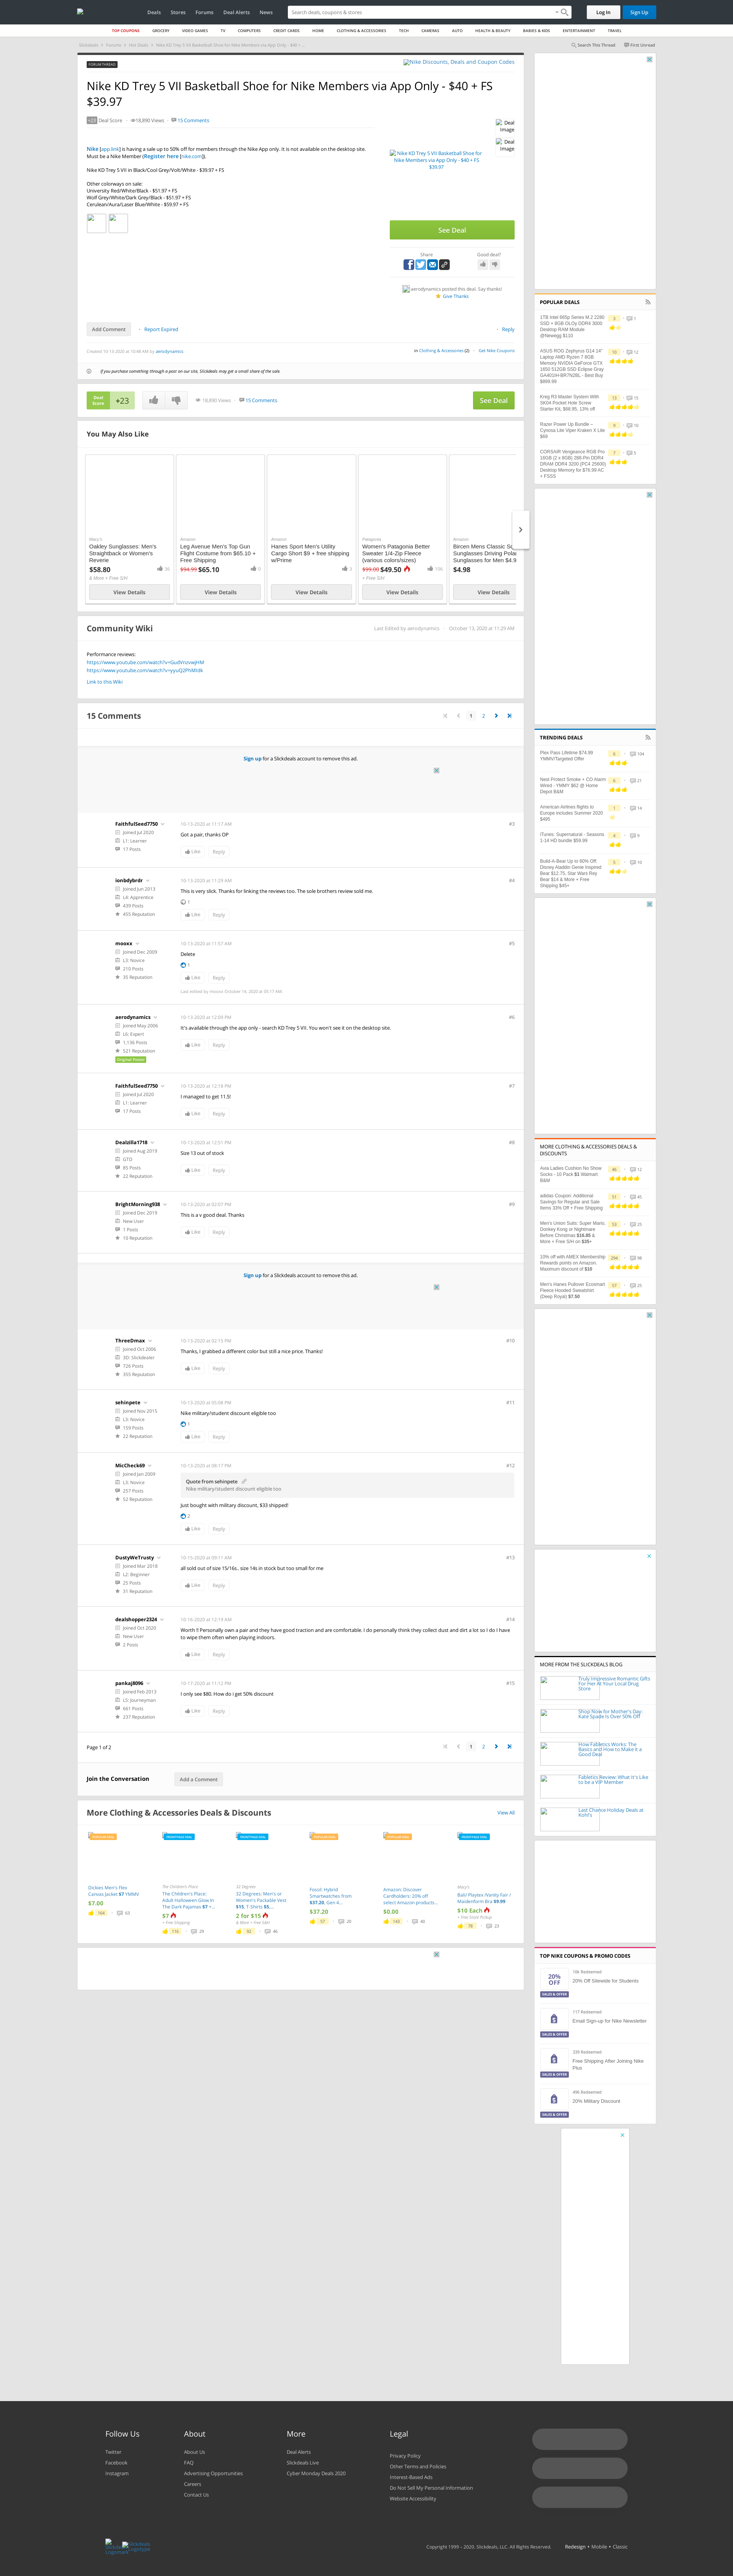 Deals
Stores
Forums
Deal Alerts
News
Search deals, coupons & stores
Log In
Sign Up
TOP COUPONS
GROCERY
VIDEO GAMES
TV
COMPUTERS
CREDIT CARDS
HOME
CLOTHING & ACCESSORIES
TECH
CAMERAS
AUTO
HEALTH & BEAUTY
BABIES & KIDS
ENTERTAINMENT
TRAVEL
Slickdeals > Forums > Hot Deals > Nike KD Trey 5 VII Basketball Shoe for Nike Members via App Only - $40 + F...
Search This Thread
First Unread
FORUM THREAD
Nike Discounts, Deals and Coupon Codes
Nike KD Trey 5 VII Basketball Shoe for Nike Members via App Only - $40 + FS
$39.97
+23 Deal Score
18,890 Views
15 Comments
Nike [app.link] is having a sale up to 50% off for members through the Nike App only. It is not available on the desktop site. Must be a Nike Member (Register here [nike.com]).
Nike KD Trey 5 VII in Black/Cool Grey/Volt/White - $39.97 + FS
Other colorways on sale:
University Red/White/Black - $51.97 + FS
Wolf Grey/White/Dark Grey/Black - $51.97 + FS
Cerulean/Aura/Laser Blue/White - $59.97 + FS
Nike KD Trey 5 VII Basketball Shoe for Nike Members via App Only - $40 + FS $39.97
Deal Image
Deal Image
See Deal
Share
Good deal?
aerodynamics posted this deal. Say thanks!
Give Thanks
Add Comment
Report Expired
Reply
Created 10-13-2020 at 10:48 AM by aerodynamics
in Clothing & Accessories (2)
Get Nike Coupons
If you purchase something through a post on our site, Slickdeals may get a small share of the sale.
Deal Score
+23
18,890 Views
15 Comments
See Deal
You May Also Like
Macy's
Oakley Sunglasses: Men's Straightback or Women's Reverie
$58.80
36
& More + Free S/H
View Details
Amazon
Leg Avenue Men's Top Gun Flight Costume from $65.10 + Free Shipping
$94.99 $65.10
0
View Details
Amazon
Hanes Sport Men's Utility Cargo Short $9 + free shipping w/Prime
2
View Details
Patagonia
Women's Patagonia Better Sweater 1/4-Zip Fleece (various colors/sizes)
$99.00 $49.50
106
+ Free S/H
View Details
Amazon
Bircen Mens Classic
Sunglasses Driving
Sunglasses for Men $4.9
$4.98
View Details
Community Wiki
Last Edited by aerodynamics
October 13, 2020 at 11:29 AM
Performance reviews:
https://www.youtube.com/watch?v=GudVnzvwjHM
https://www.youtube.com/watch?v=yyuQ2PhMtdk
Link to this Wiki
15 Comments
1 2
Sign up for a Slickdeals account to remove this ad.
FaithfulSeed7750
Joined Jul 2020
L1: Learner
17 Posts
10-13-2020 at 11:17 AM
#3
Got a pair, thanks OP
Like
Reply
ionbdybrdr
Joined Jun 2013
L4: Apprentice
439 Posts
455 Reputation
10-13-2020 at 11:29 AM
#4
This is very slick. Thanks for linking the reviews too. The sole brothers review sold me.
1
Like
Reply
mooxx
Joined Dec 2009
L3: Novice
210 Posts
35 Reputation
10-13-2020 at 11:57 AM
#5
Delete
1
Like
Reply
Last edited by mooxx October 14, 2020 at 05:17 AM.
aerodynamics
Joined May 2006
L6: Expert
1,136 Posts
521 Reputation
Original Poster
10-13-2020 at 12:09 PM
#6
It's available through the app only - search KD Trey 5 VII. You won't see it on the desktop site.
Like
Reply
FaithfulSeed7750
Joined Jul 2020
L1: Learner
17 Posts
10-13-2020 at 12:18 PM
#7
I managed to get 11.5!
Like
Reply
Dealzilla1718
Joined Aug 2019
GTD
85 Posts
22 Reputation
10-13-2020 at 12:51 PM
#8
Size 13 out of stock
Like
Reply
BrightMorning938
Joined Dec 2019
New User
1 Posts
10 Reputation
10-13-2020 at 02:07 PM
#9
This is a v good deal. Thanks
Like
Reply
Sign up for a Slickdeals account to remove this ad.
ThreeDmax
Joined Oct 2006
3D: Slickdealer
726 Posts
355 Reputation
10-13-2020 at 02:15 PM
#10
Thanks, I grabbed a different color but still a nice price. Thanks!
Like
Reply
sehinpete
Joined Nov 2015
L3: Novice
159 Posts
22 Reputation
10-13-2020 at 05:08 PM
#11
Nike military/student discount eligible too
1
Like
Reply
MicCheck69
Joined Jan 2009
L3: Novice
257 Posts
52 Reputation
10-13-2020 at 08:17 PM
#12
Quote from sehinpete
Nike military/student discount eligible too
Just bought with military discount, $33 shipped!
2
Like
Reply
DustyWeTrusty
Joined Mar 2018
L2: Beginner
25 Posts
31 Reputation
10-15-2020 at 09:11 AM
#13
all sold out of size 15/16s.. size 14s in stock but too small for me
Like
Reply
dealshopper2324
Joined Oct 2020
New User
2 Posts
10-16-2020 at 12:18 AM
#14
Worth !! Personally own a pair and they have good traction and are comfortable. I do personally think they collect dust and dirt a lot so I do I have to wipe them often when playing indoors.
Like
Reply
pankaj8096
Joined Feb 2013
L5: Journeyman
661 Posts
237 Reputation
10-17-2020 at 11:12 PM
#15
I only see $80. How do i get 50% discount
Like
Reply
Page 1 of 2
1 2
Join the Conversation
Add a Comment
More Clothing & Accessories Deals & Discounts
View All
Dickies Men's Flex Canvas Jacket $7 YMMV
$7.00
166
63
The Children's Place
The Children's Place: Adult Halloween Glow In The Dark Pajamas $7 +...
$7
+ Free Shipping
116
29
32 Degrees
32 Degrees: Men's or Women's Packable Vest $15, T-Shirts $5,...
2 for $15
& More + Free S&H
92
46
Fossil: Hybrid Smartwatches from $37.20, Gen 4...
$37.20
57
20
Amazon: Discover Cardholders: 20% off select Amazon products...
$0.00
143
40
Macy's
Bali/ Playtex /Vanity Fair / Maidenform Bra $9.99
$10 Each
+ Free Store Pickup
78
23
POPULAR DEALS
1TB Intel 665p Series M.2 2280 SSD + 8GB OLOy DDR4 3000 Desktop RAM Module @Newegg $110
3
1
ASUS ROG Zephyrus G14 14" Laptop AMD Ryzen 7 8GB Memory NVIDIA GeForce GTX 1650 512GB SSD Eclipse Gray GA401IH-BR7N2BL - Best Buy $999.99
10
12
Kreg R3 Master System With SK04 Pocket Hole Screw Starter Kit, $68.95, 13% off
13
15
Razer Power Up Bundle – Cynosa Lite Viper Kraken X Lite $69
9
10
CORSAIR Vengeance RGB Pro 16GB (2 x 8GB) 288-Pin DDR4 DRAM DDR4 3200 (PC4 25600) Desktop Memory for $76.99 AC + FSSS
7
5
TRENDING DEALS
Plex Pass Lifetime $74.99 YMMV/Targeted Offer
6
104
Nest Protect Smoke + CO Alarm Wired - YMMV $62 @ Home Depot B&M
6
21
American Airlines flights to Europe includes Summer 2020 $495
1
14
iTunes: Supernatural - Seasons 1-14 HD bundle $59.99
4
9
Build-A-Bear Up to 60% Off: Disney Aladdin Genie Inspired Bear $12.75, Star Wars Rey Bear $14 & More + Free Shipping $45+
5
10
MORE CLOTHING & ACCESSORIES DEALS & DISCOUNTS
Avia Ladies Cushion No Show Socks - 10 Pack $1 Walmart B&M
46
12
adidas Coupon: Additional Savings for Regular and Sale Items 33% Off + Free Shipping
51
45
Men's Union Suits: Super Mario, Donkey Kong or Nightmare Before Christmas $16.85 & More + Free S/H on $35+
53
25
10% off with AMEX Membership Rewards points on Amazon. Maximum discount of $10
294
98
Men's Hanes Pullover Ecosmart Fleece Hooded Sweatshirt (Deep Royal) $7.50
57
25
MORE FROM THE SLICKDEALS BLOG
Truly Impressive Romantic Gifts For Her At Your Local Drug Store
Shop Now for Mother's Day: Kate Spade Is Over 50% Off
How Fabletics Works: The Basics and How to Make it a Good Deal
Fabletics Review: What It's Like to be a VIP Member
Last Chance Holiday Deals at Kohl's
TOP NIKE COUPONS & PROMO CODES
20% OFF
SALES & OFFER
10k Redeemed
20% Off Sitewide for Students
SALES & OFFER
117 Redeemed
Email Sign-up for Nike Newsletter
SALES & OFFER
339 Redeemed
Free Shipping After Joining Nike Plus
SALES & OFFER
496 Redeemed
20% Military Discount
Follow Us
Twitter
Facebook
Instagram
About
About Us
FAQ
Advertising Opportunities
Careers
Contact Us
More
Deal Alerts
Slickdeals Live
Cyber Monday Deals 2020
Legal
Privacy Policy
Other Terms and Policies
Interest-Based Ads
Do Not Sell My Personal Information
Website Accessibility
Copyright 1999 – 2020. Slickdeals, LLC. All Rights Reserved.
Redesign • Mobile • Classic